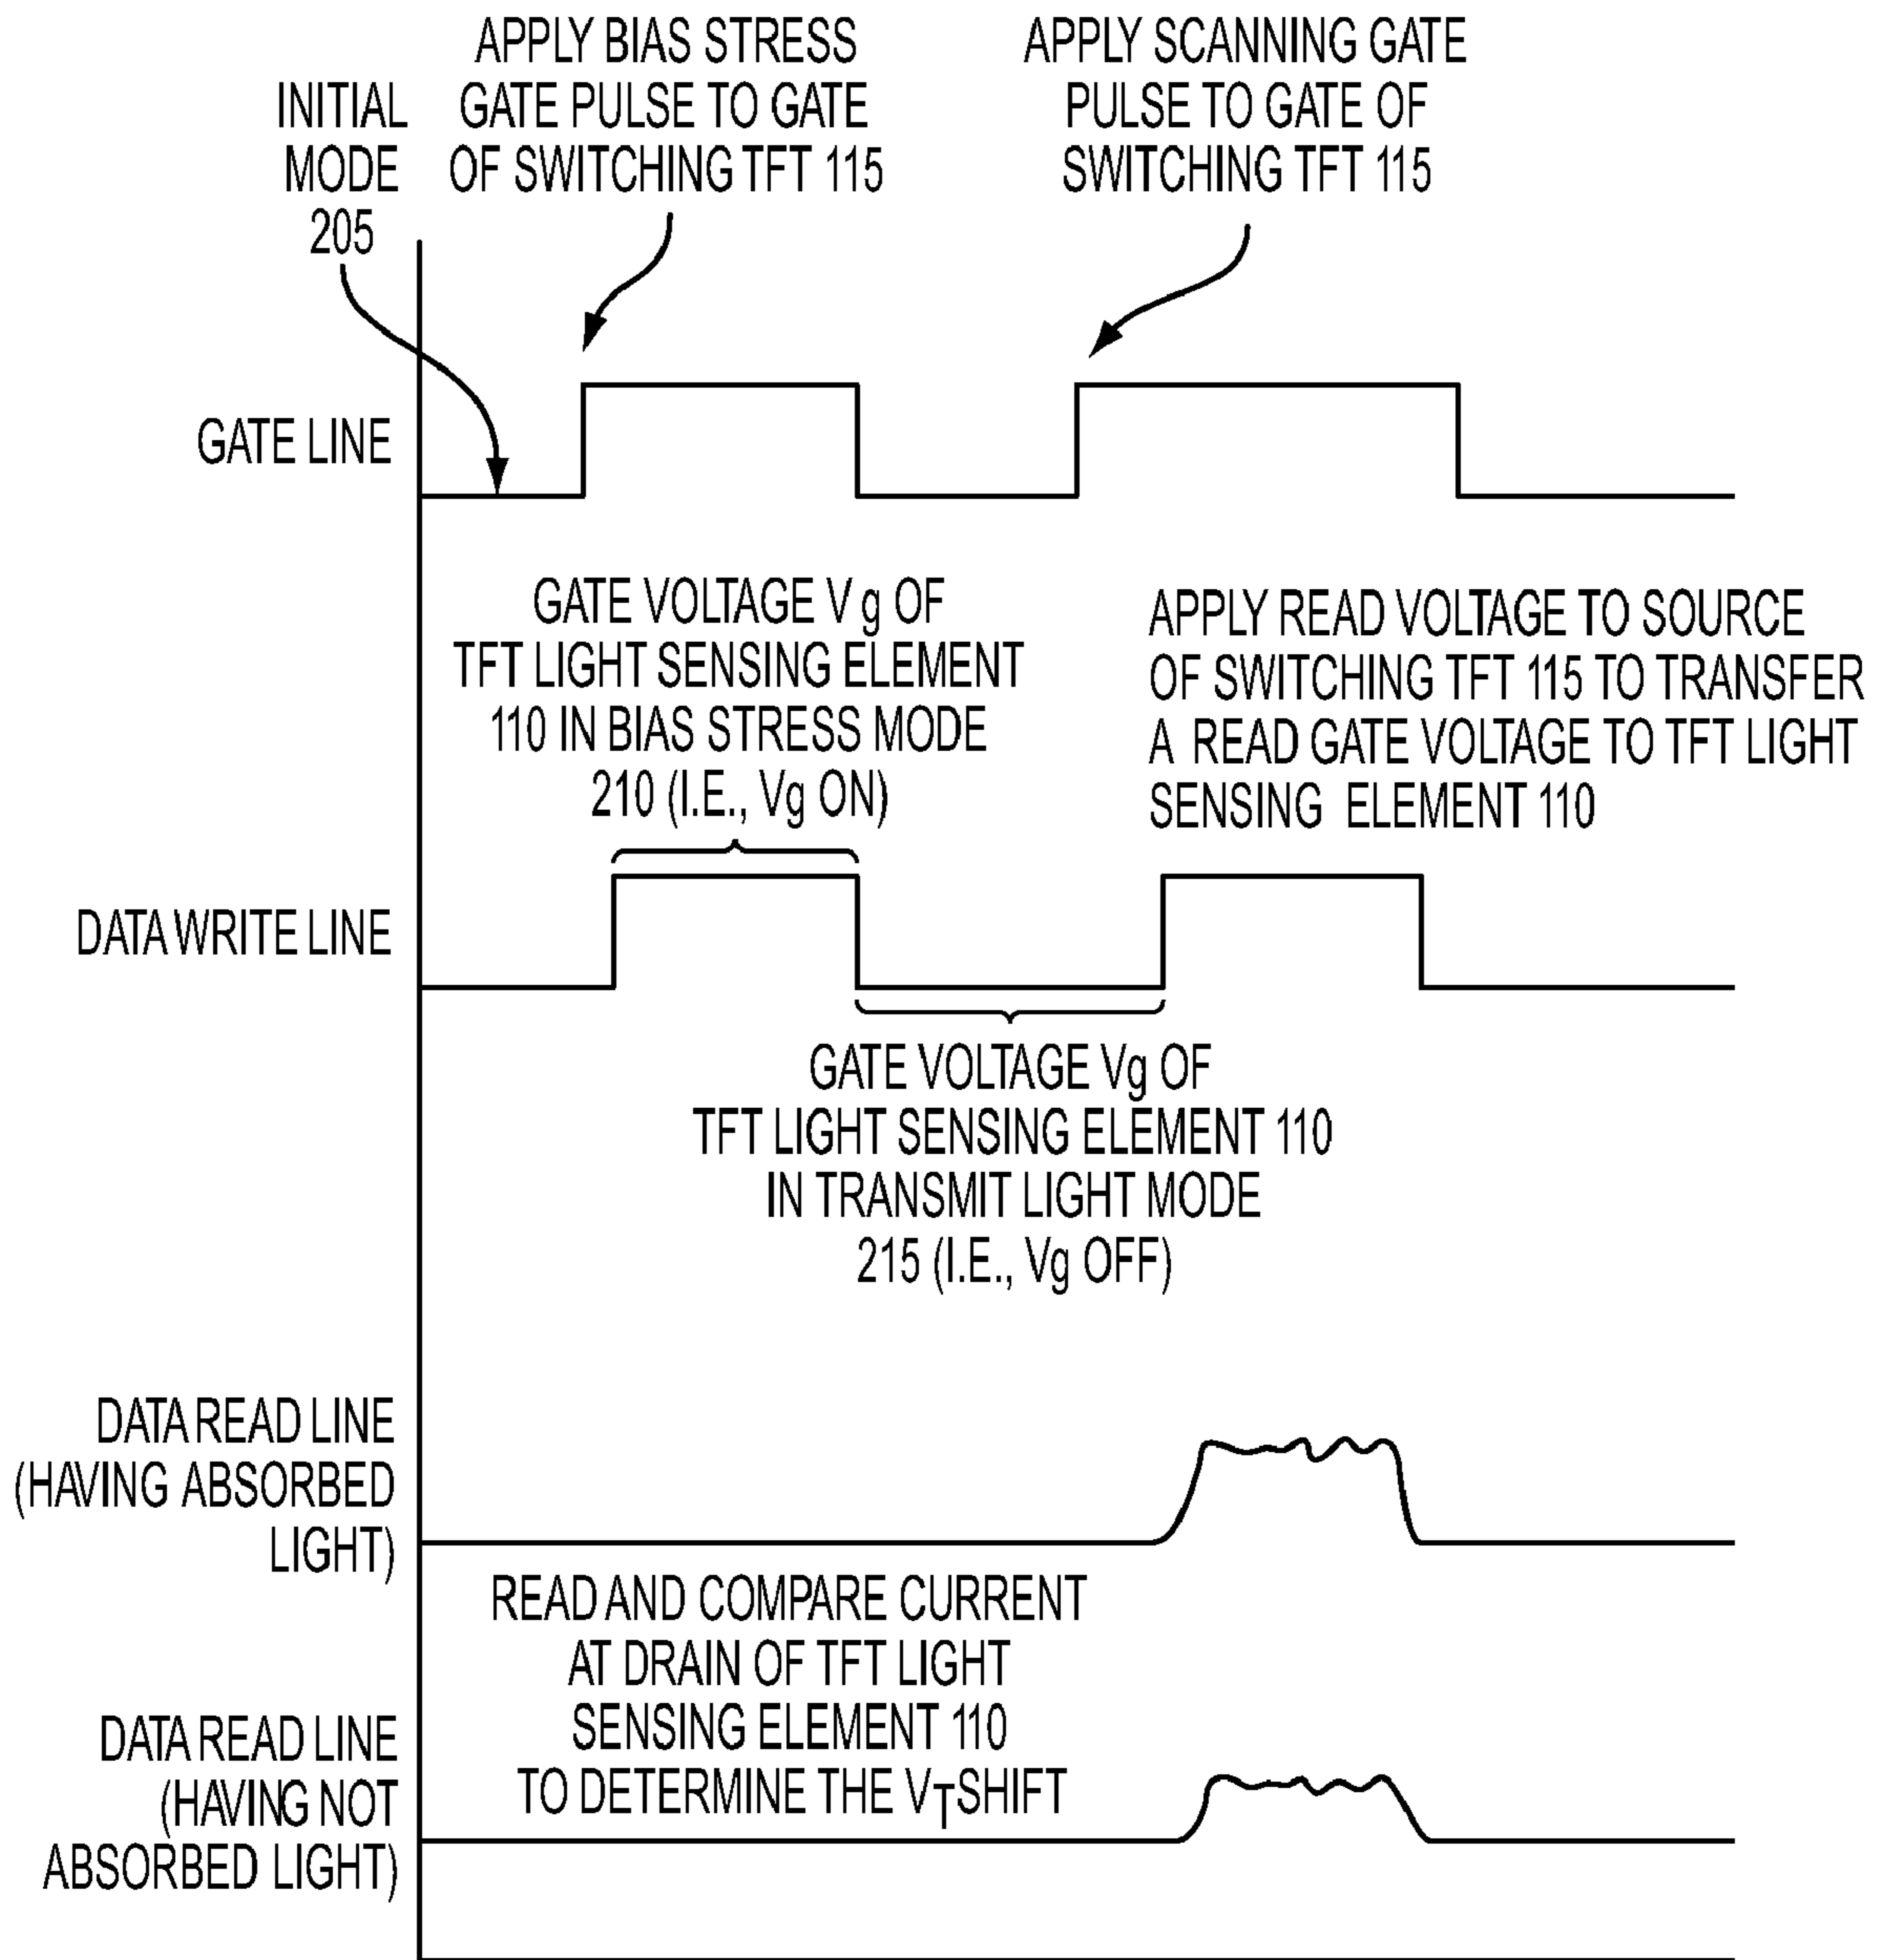 INITIAL
MODE
205
APPLY BIAS STRESS
GATE PULSE TO GATE
OF SWITCHING TFT 115
APPLY SCANNING GATE
PULSE TO GATE OF
SWITCHING TFT 115
GATE LINE
GATE VOLTAGE Vg OF
TFT LIGHT SENSING ELEMENT
110 IN BIAS STRESS MODE
210 (I.E., Vg ON)
APPLY READ VOLTAGE TO SOURCE
OF SWITCHING TFT 115 TO TRANSFER
A READ GATE VOLTAGE TO TFT LIGHT
SENSING ELEMENT 110
DATA WRITE LINE
GATE VOLTAGE Vg OF
TFT LIGHT SENSING ELEMENT 110
IN TRANSMIT LIGHT MODE
215 (I.E., Vg OFF)
DATA READ LINE
(HAVING ABSORBED
LIGHT)
READ AND COMPARE CURRENT
AT DRAIN OF TFT LIGHT
SENSING ELEMENT 110
TO DETERMINE THE VT SHIFT
DATA READ LINE
(HAVING NOT
ABSORBED LIGHT)